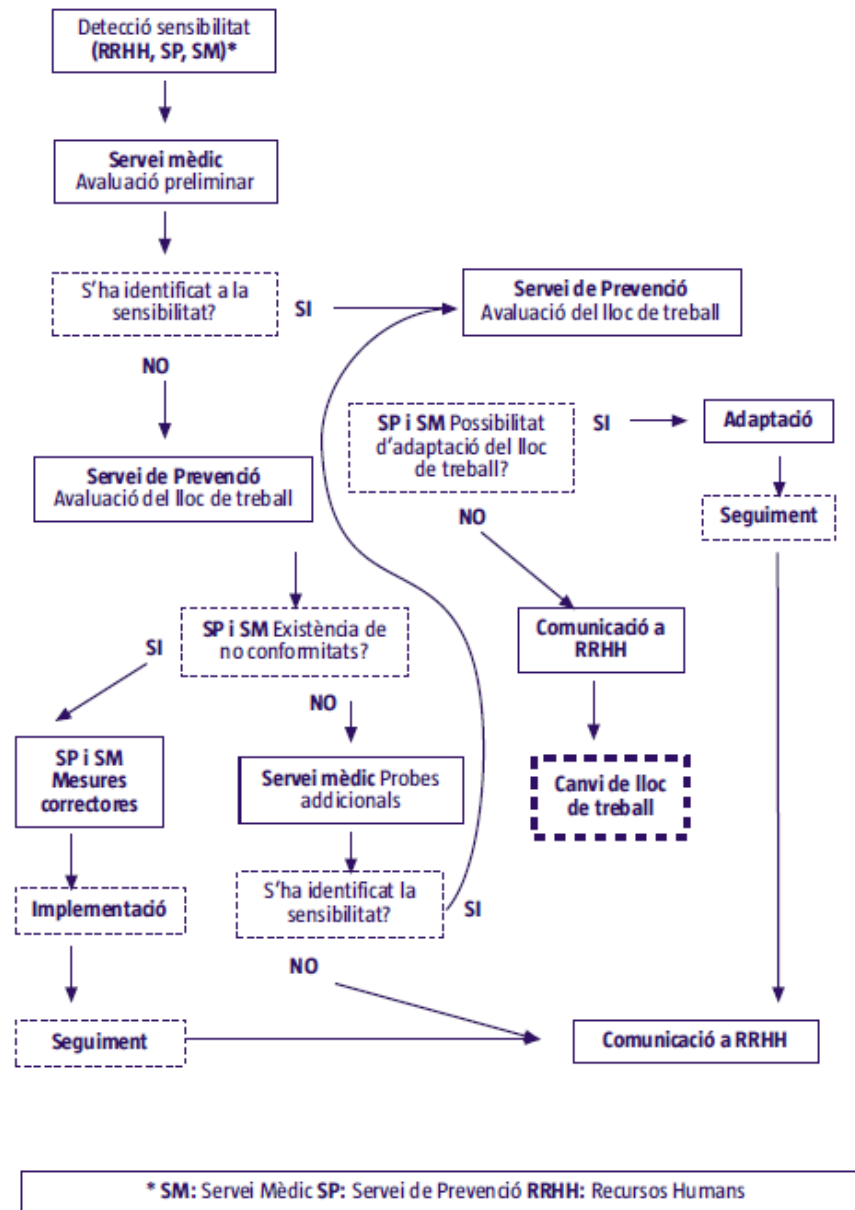 Detecció sensibilitat
(RRHH, SP, SM)*
Servei mèdic
Avaluació preliminar
S'ha identificat a la
sensibilitat?
SI
Servei de Prevenció
Avaluació del lloc de treball
NO
Servei de Prevenció
Avaluació del lloc de treball
SP i SM Possibilitat
d'adaptació del lloc
de treball?
SI
Adaptació
Seguiment
NO
Comunicació a
RRHH
Canvi de lloc
de treball
SP i SM Existència de
no conformitats?
SI
NO
SP i SM
Mesures
correctores
Servei mèdic Probes
addicionals
Implementació
S'ha identificat la
sensibilitat?
SI
NO
Seguiment
Comunicació a RRHH
* SM: Servei Mèdic SP: Servei de Prevenció RRHH: Recursos Humans